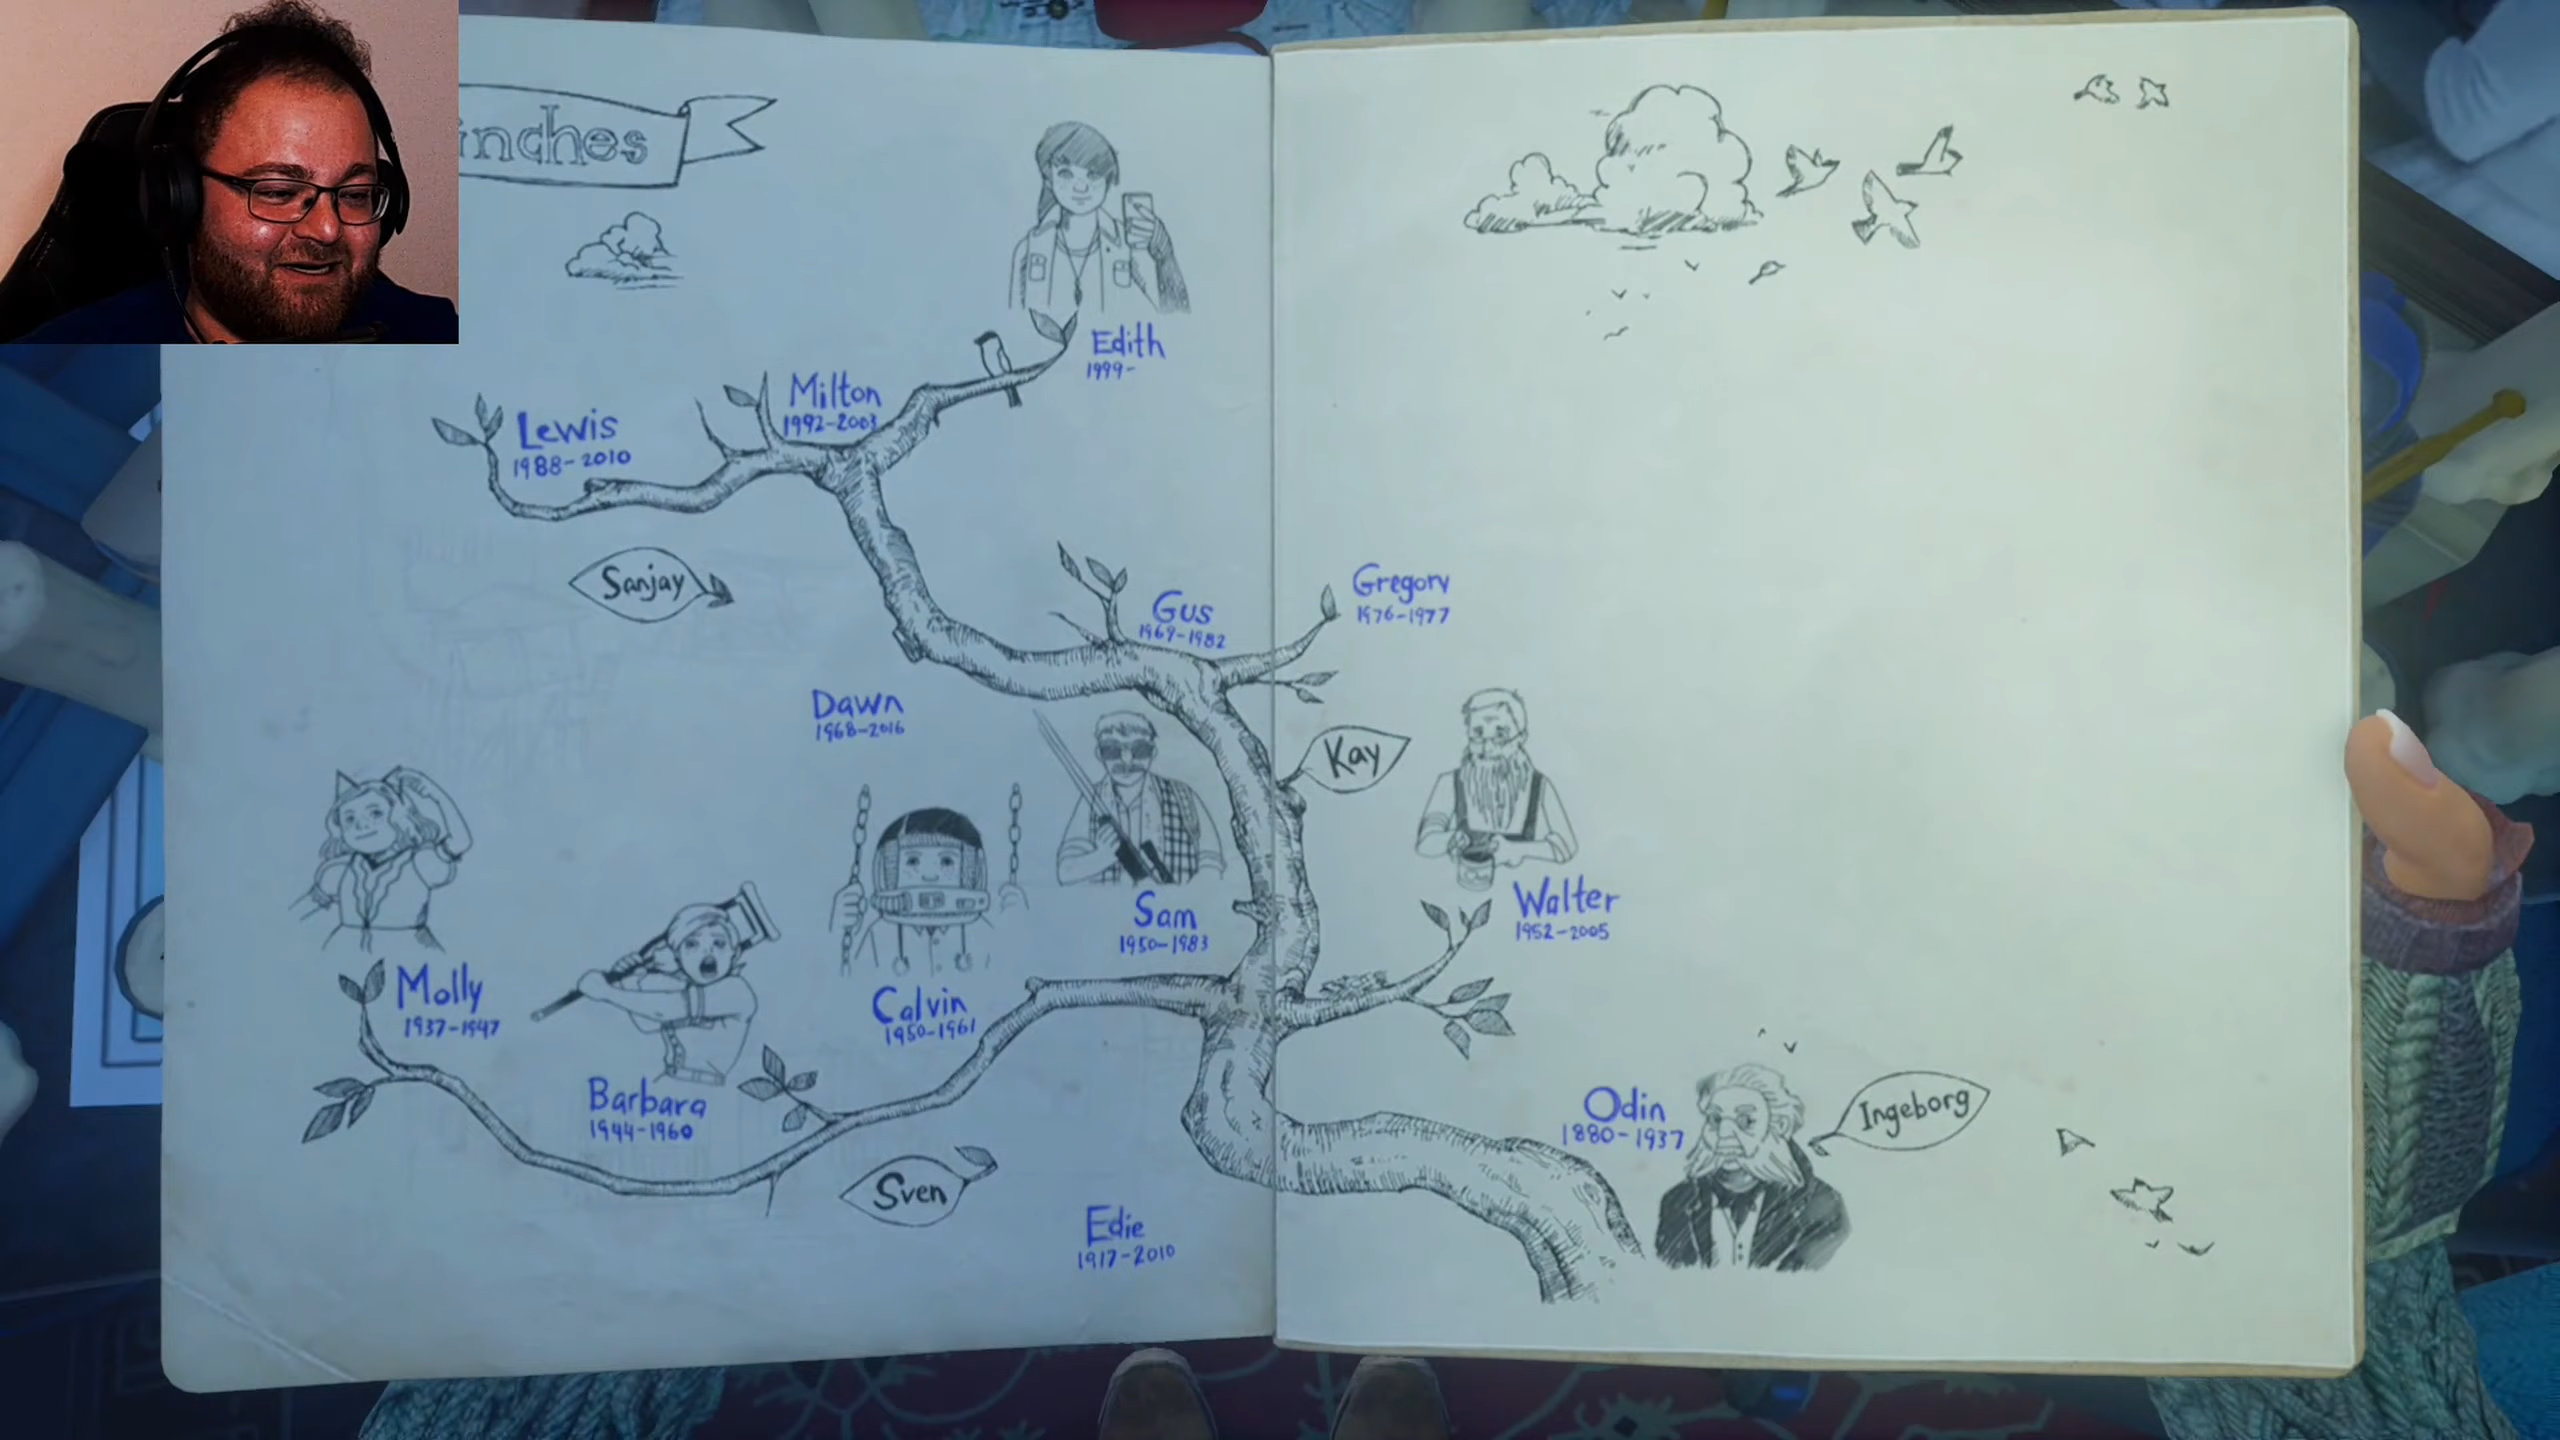 inches
Edith
1999-
Milton
1992-2003
Lewis
1988-2010
Sanjay
Gus
1969-1982
Gregory
1976-1977
Dawn
1968-2016
Kay
Sam
1950-1983
Walter
1952-2005
Molly
1937-1947
Calvin
1950-1961
Barbara
1944-1960
Odin
1880-1937
Ingeborg
Sven
Edie
1917-2010